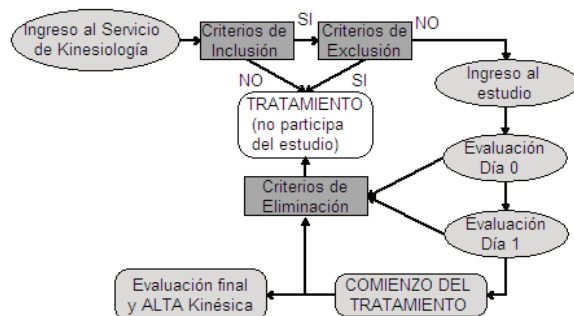 Ingreso al Servicio
de Kinesiología
Criterios de
Inclusión
SI
Criterios de
Exclusión
NO
NO
SI
Ingreso al
estudio
TRATAMIENTO
(no participa
del estudio)
Evaluación
Día 0
Criterios de
Eliminación
Evaluación
Día 1
Evaluación final
y ALTA Kinésica
COMIENZO DEL
TRATAMIENTO